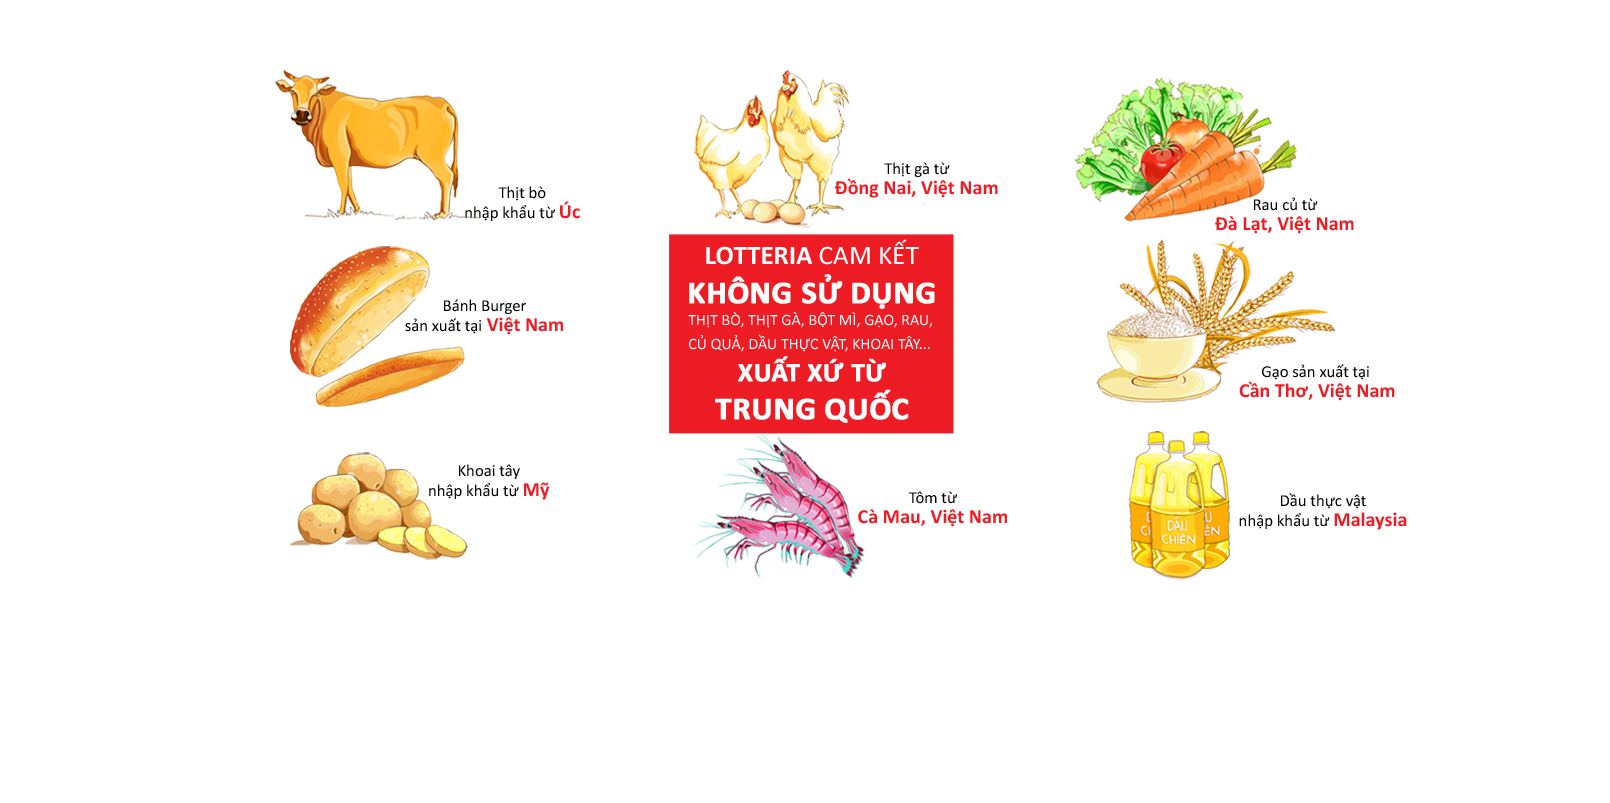 Thịt bò
nhập khẩu từ Úc
Thịt gà từ
Đồng Nai, Việt Nam
Rau củ từ
Đà Lạt, Việt Nam
Bánh Burger
sản xuất tại Việt Nam
LOTTERIA CAM KẾT
KHÔNG SỬ DỤNG
THỊT BÒ, THỊT GÀ, BỘT MÌ, GẠO, RAU,
CỦ QUẢ, DẦU THỰC VẬT, KHOAI TÂY...
XUẤT XỨ TỪ
TRUNG QUỐC
Gạo sản xuất tại
Cần Thơ, Việt Nam
Khoai tây
nhập khẩu từ Mỹ
Tôm từ
Cà Mau, Việt Nam
DẦU
CHIÊN
Dầu thực vật
nhập khẩu từ Malaysia